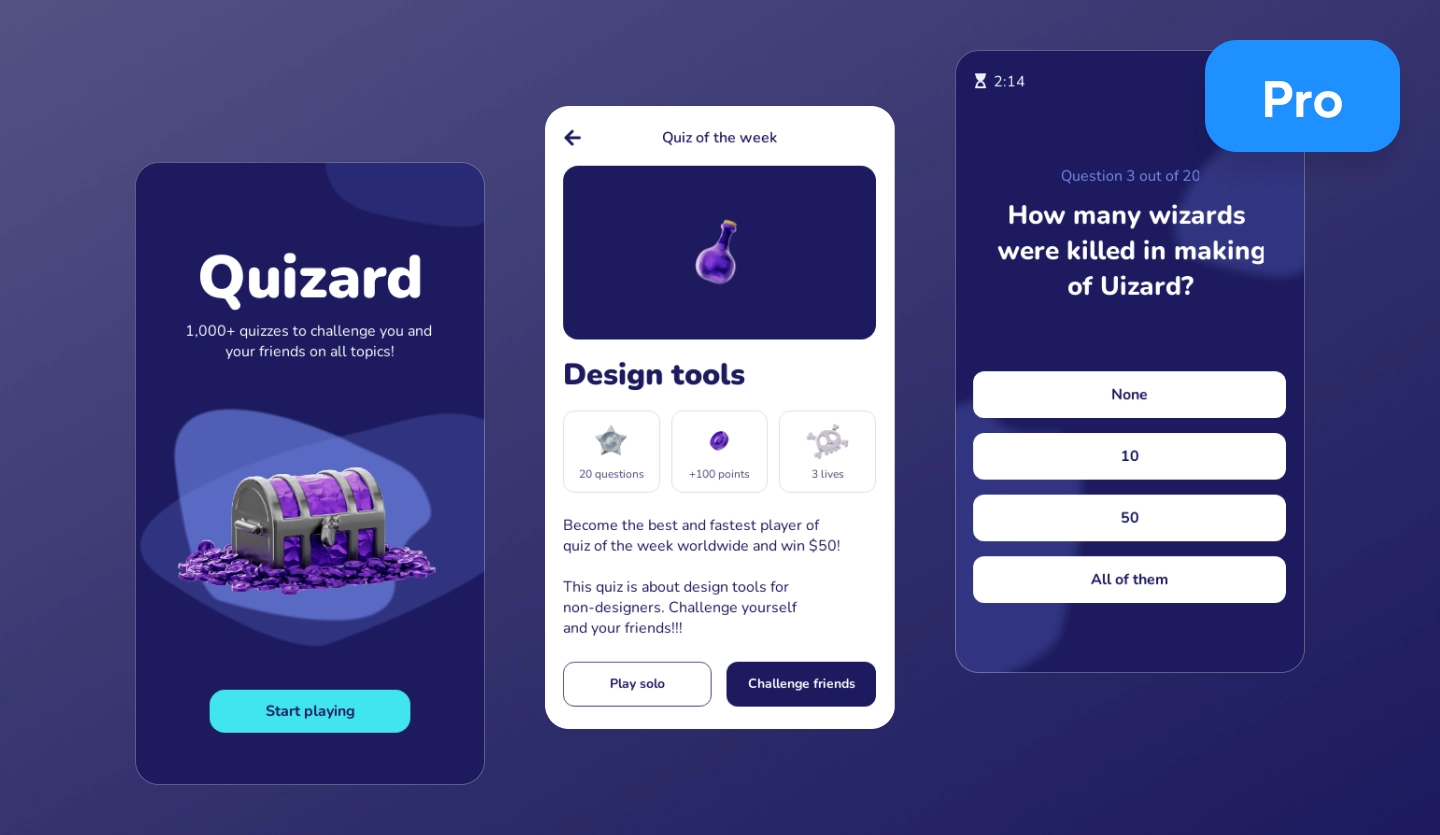 Quizard
1,000+ quizzes to challenge you and
your friends on all topics!
Start playing
Quiz of the week
Design tools
20 questions
+100 points
3 lives
Become the best and fastest player of
quiz of the week worldwide and win $50!
This quiz is about design tools for
non-designers. Challenge yourself
and your friends!!!
Play solo
Challenge friends
2:14
Question 3 out of 20
How many wizards
were killed in making
of Uizard?
None
10
50
All of them
Pro